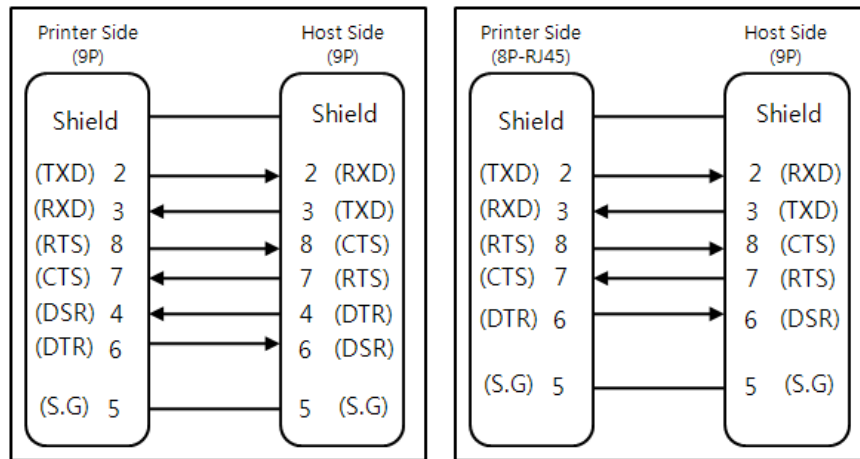 Printer Side
(9P)
Host Side
(9P)
Shield
Shield
(TXD) 2
2 (RXD)
(RXD) 3
3 (TXD)
(RTS) 8
8 (CTS)
(CTS) 7
7 (RTS)
(DSR) 4
4 (DTR)
(DTR) 6
6 (DSR)
(S.G) 5
5 (S.G)
Printer Side
(8P-RJ45)
Host Side
(9P)
Shield
Shield
(TXD) 2
2 (RXD)
(RXD) 3
3 (TXD)
(RTS) 8
8 (CTS)
(CTS) 7
7 (RTS)
(DTR) 6
6 (DSR)
(S.G) 5
5 (S.G)